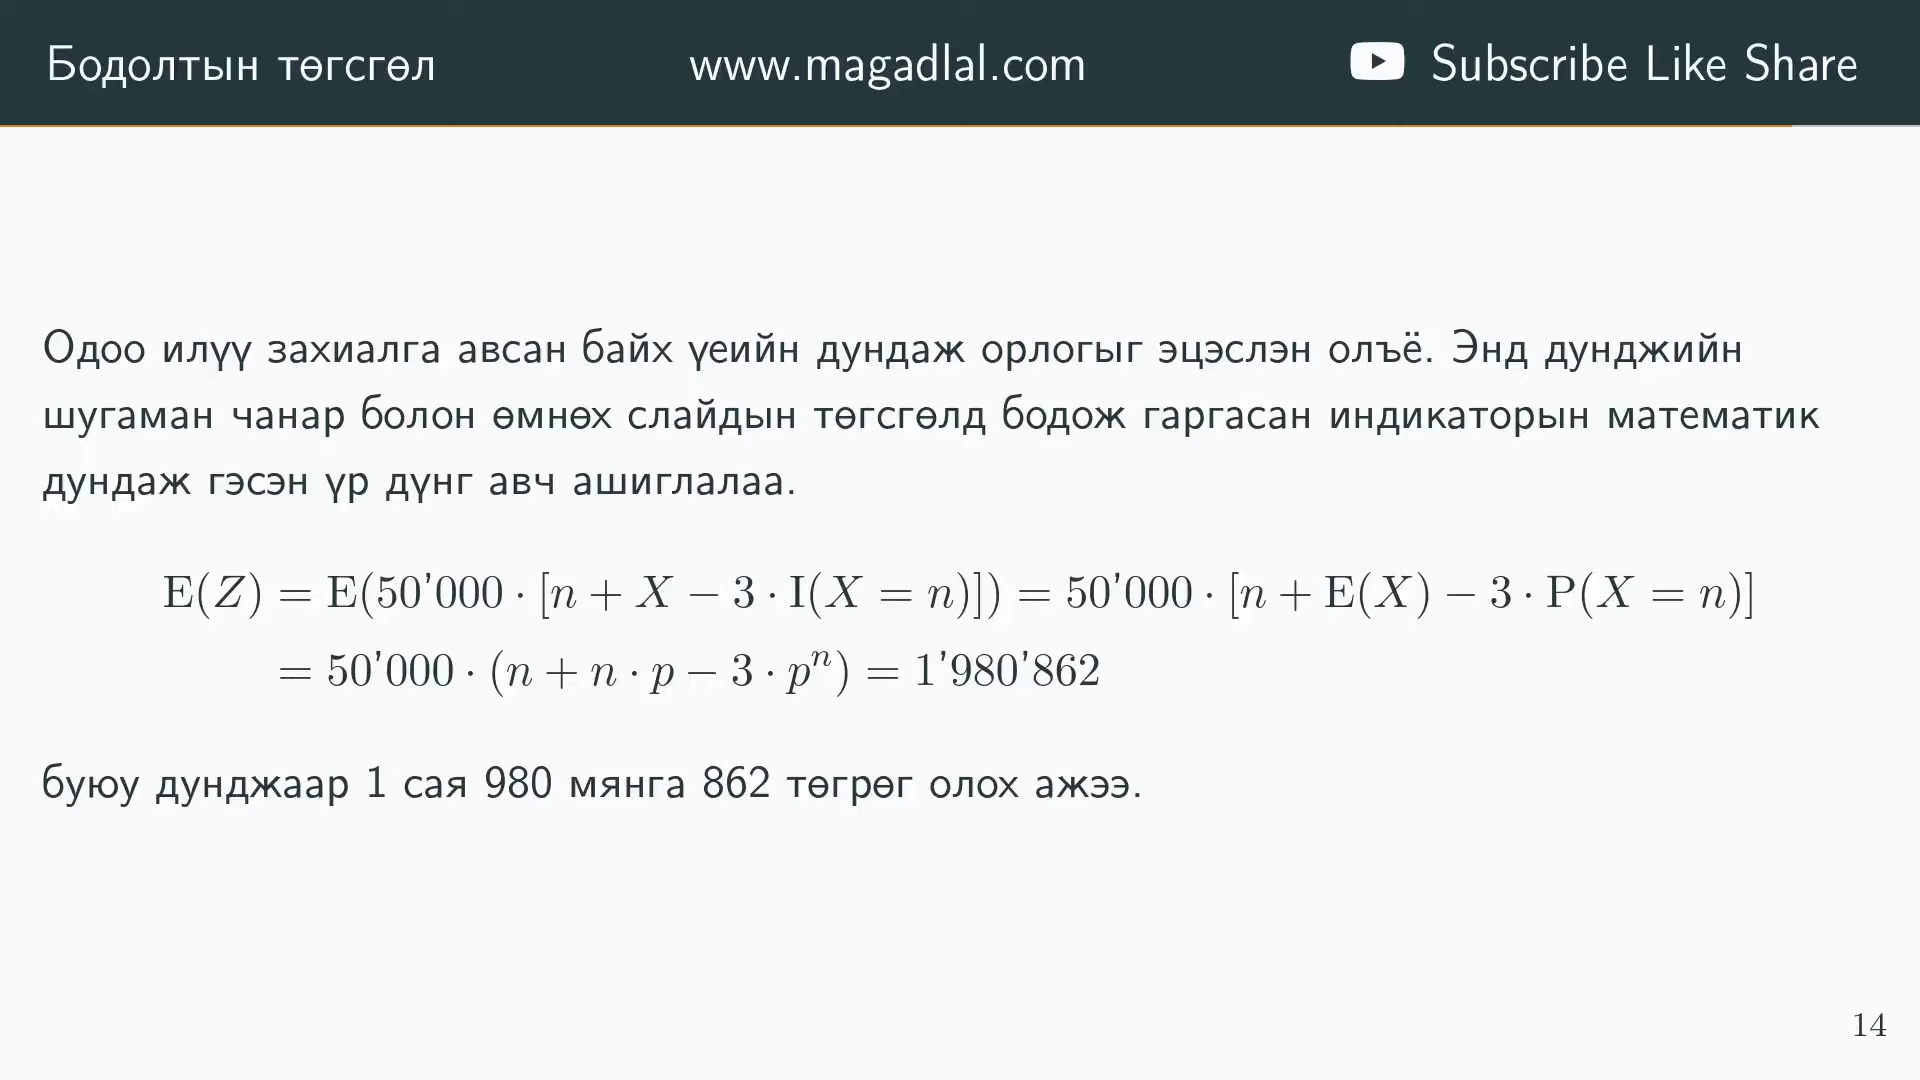 Бодолтын төгсгөл
www.magadlal.com
Subscribe Like Share
Одоо илүү захиалга авсан байх үеийн дундаж орлогыг эцэслэн олъё. Энд дунджийн
шугаман чанар болон өмнөх слайдын төгсгөлд бодож гаргасан индикаторын математик
дундаж гэсэн үр дүнг авч ашиглалаа.
E(Z) = E(50'000 · [n + X − 3 · I(X = n)]) = 50'000 · [n + E(X) − 3 · P(X = n)]
= 50'000 · (n + n · p − 3 · pⁿ) = 1'980'862
буюу дунджаар 1 сая 980 мянга 862 төгрөг олох ажээ.
14